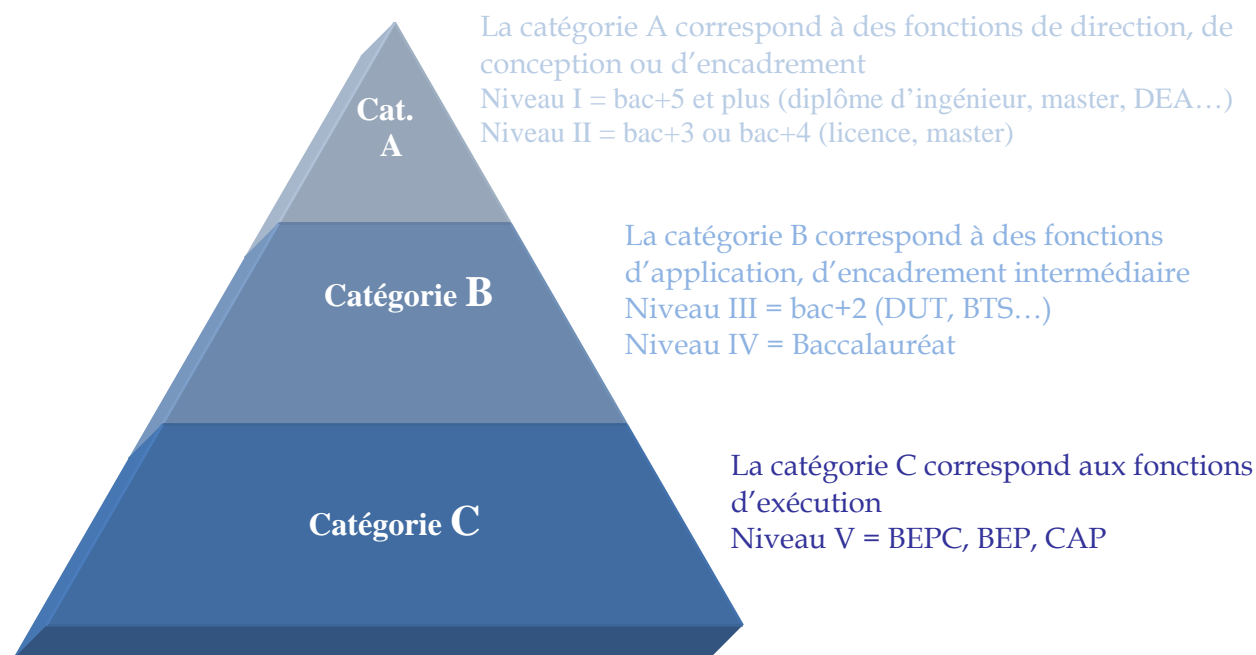 La catégorie A correspond à des fonctions de direction, de
conception ou d’encadrement
Niveau I = bac+5 et plus (diplôme d’ingénieur, master, DEA…)
Niveau II = bac+3 ou bac+4 (licence, master)
Cat.
A
La catégorie B correspond à des fonctions
d’application, d’encadrement intermédiaire
Niveau III = bac+2 (DUT, BTS…)
Niveau IV = Baccalauréat
Catégorie B
La catégorie C correspond aux fonctions
d’exécution
Niveau V = BEPC, BEP, CAP
Catégorie C